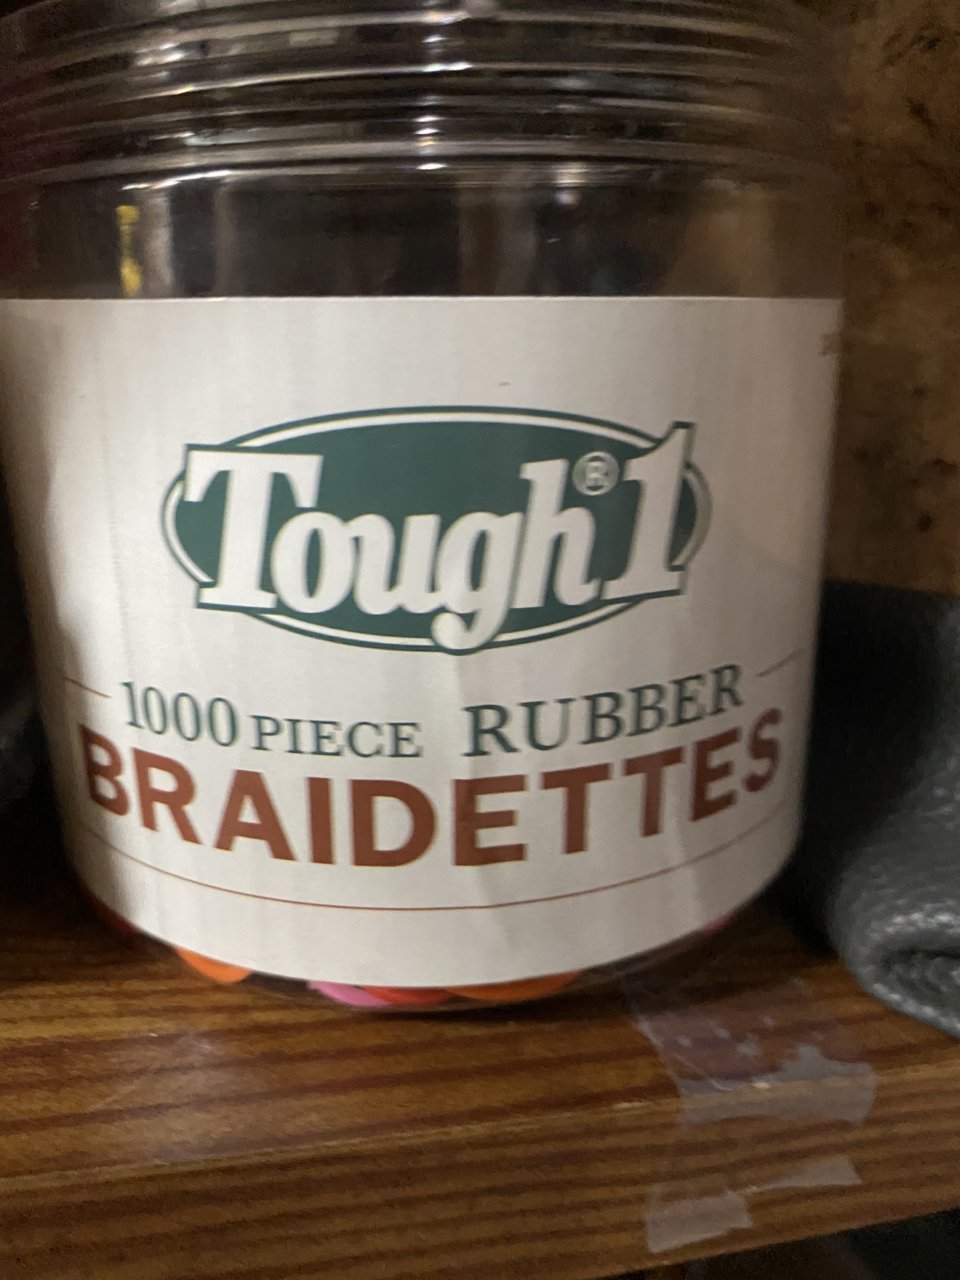 Tough®1
1000 PIECE RUBBER
BRAIDETTES